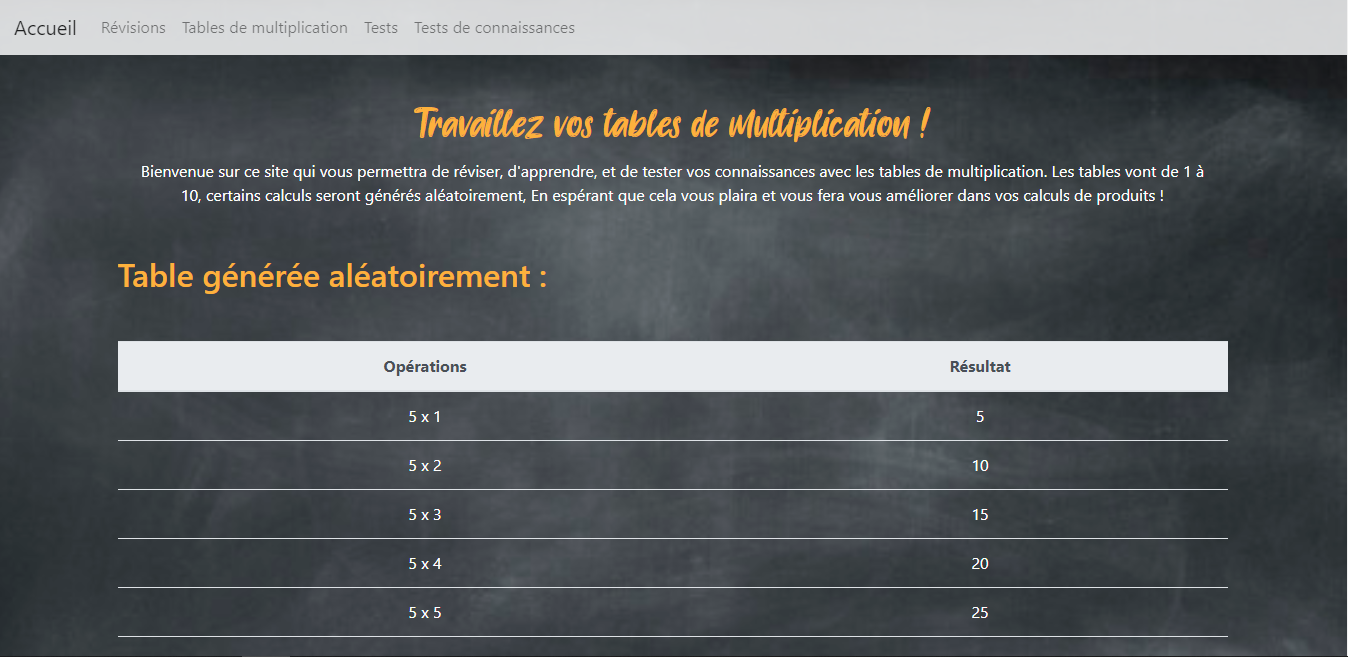 Accueil Révisions Tables de multiplication Tests Tests de connaissances
Travaillez vos tables de multiplication !
Bienvenue sur ce site qui vous permettra de réviser, d'apprendre, et de tester vos connaissances avec les tables de multiplication. Les tables vont de 1 à
10, certains calculs seront générés aléatoirement, En espérant que cela vous plaira et vous fera vous améliorer dans vos calculs de produits !
Table générée aléatoirement :
Opérations Résultat
5 x 1 5
5 x 2 10
5 x 3 15
5 x 4 20
5 x 5 25